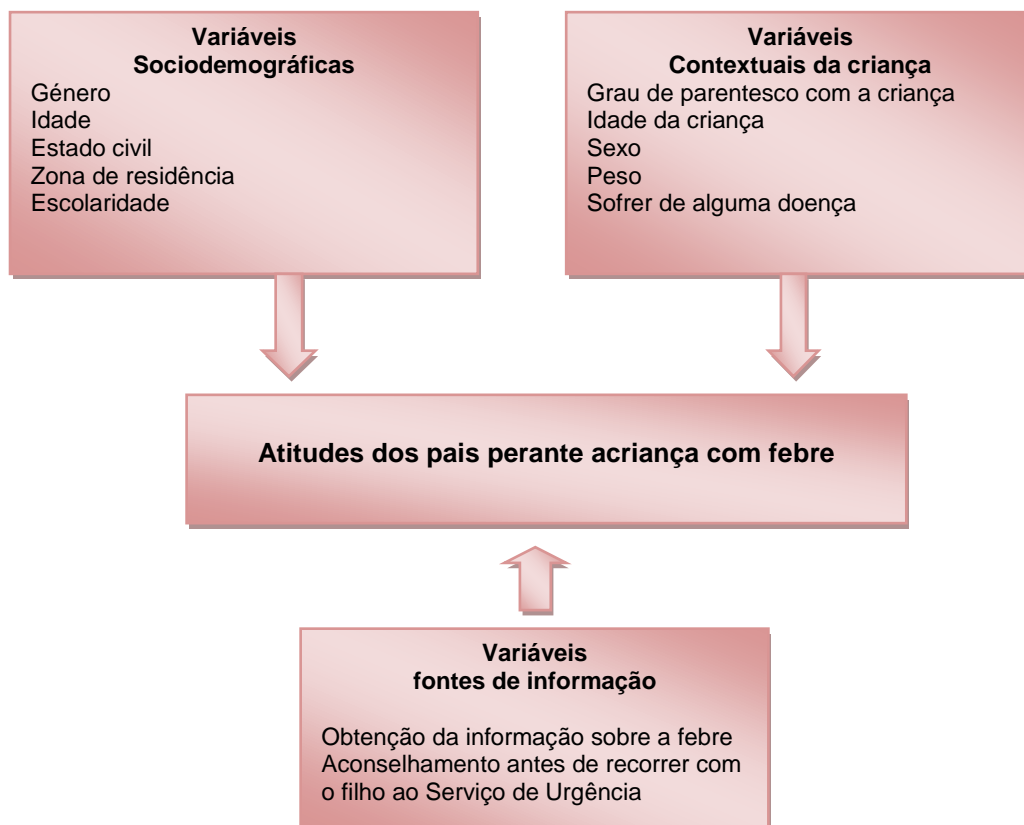 Variáveis
Sociodemográficas
Género
Idade
Estado civil
Zona de residência
Escolaridade
Variáveis
Contextuais da criança
Grau de parentesco com a criança
Idade da criança
Sexo
Peso
Sofrer de alguma doença
Atitudes dos pais perante acriança com febre
Variáveis
fontes de informação
Obtenção da informação sobre a febre
Aconselhamento antes de recorrer com
o filho ao Serviço de Urgência